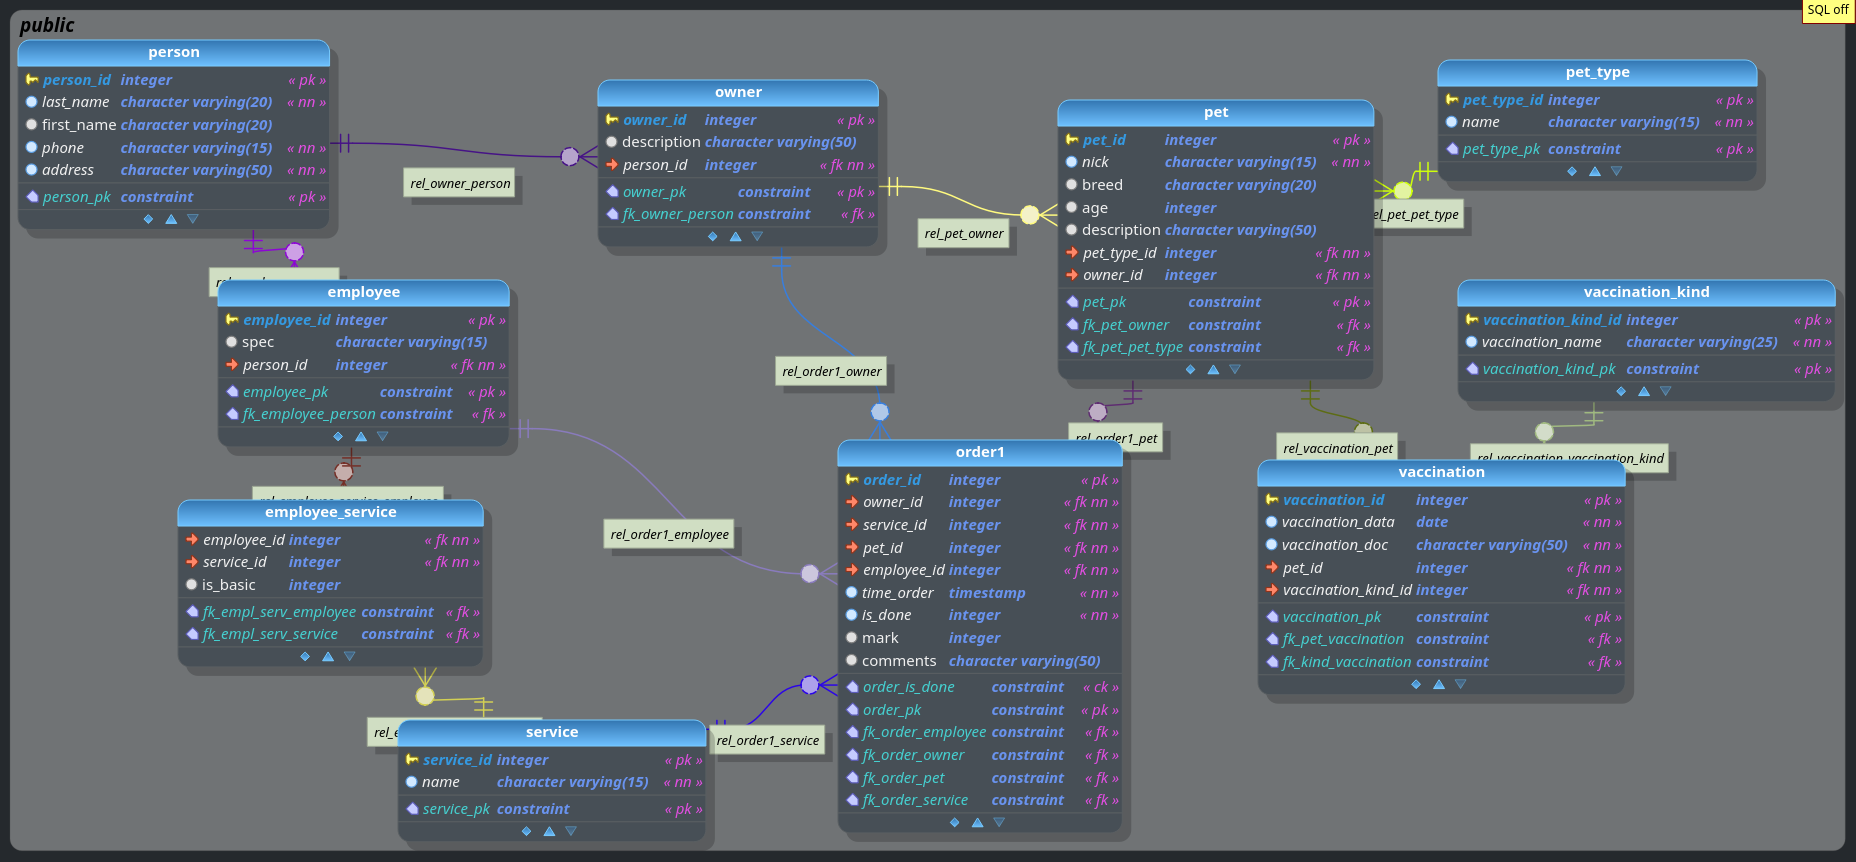 SQL off
public
person
person_id integer « pk »
last_name character varying(20) « nn »
first_name character varying(20)
phone character varying(15) « nn »
address character varying(50) « nn »
person_pk constraint « pk »
rel_owner_person
owner
owner_id integer « pk »
description character varying(50)
person_id integer « fk nn »
owner_pk constraint « pk »
fk_owner_person constraint « fk »
rel_pet_owner
pet
pet_id integer « pk »
nick character varying(15) « nn »
breed character varying(20)
age integer
description character varying(50)
pet_type_id integer « fk nn »
owner_id integer « fk nn »
pet_pk constraint « pk »
fk_pet_owner constraint « fk »
fk_pet_pet_type constraint « fk »
pet_type
pet_type_id integer « pk »
name character varying(15) « nn »
pet_type_pk constraint « pk »
el_pet_pet_type
employee
employee_id integer « pk »
spec character varying(15)
person_id integer « fk nn »
employee_pk constraint « pk »
fk_employee_person constraint « fk »
rel_order1_owner
vaccination_kind
vaccination_kind_id integer « pk »
vaccination_name character varying(25) « nn »
vaccination_kind_pk constraint « pk »
rel_order1_pet
rel_vaccination_pet
rel_vaccination_vaccination_kind
rel_employee_service_employee
employee_service
employee_id integer « fk nn »
service_id integer « fk nn »
is_basic integer
fk_empl_serv_employee constraint « fk »
fk_empl_serv_service constraint « fk »
rel_order1_employee
order1
order_id integer « pk »
owner_id integer « fk nn »
service_id integer « fk nn »
pet_id integer « fk nn »
employee_id integer « fk nn »
time_order timestamp « nn »
is_done integer « nn »
mark integer
comments character varying(50)
order_is_done constraint « ck »
order_pk constraint « pk »
fk_order_employee constraint « fk »
fk_order_owner constraint « fk »
fk_order_pet constraint « fk »
fk_order_service constraint « fk »
vaccination
vaccination_id integer « pk »
vaccination_data date « nn »
vaccination_doc character varying(50) « nn »
pet_id integer « fk nn »
vaccination_kind_id integer « fk nn »
vaccination_pk constraint « pk »
fk_pet_vaccination constraint « fk »
fk_kind_vaccination constraint « fk »
rel_order1_service
service
service_id integer « pk »
name character varying(15) « nn »
service_pk constraint « pk »